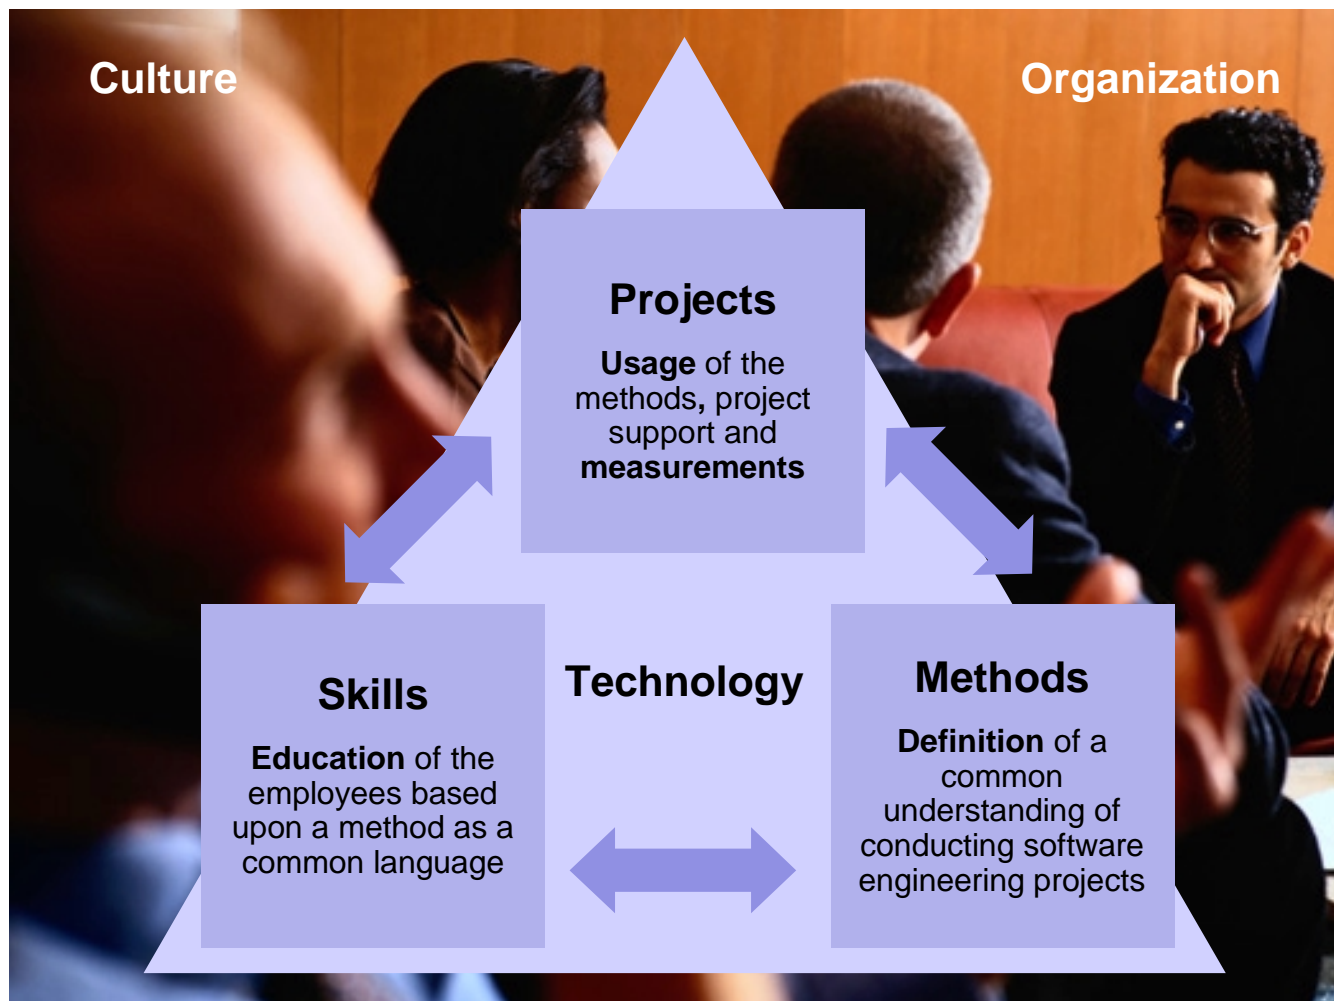 Culture
Organization
Projects
Usage of the
methods, project
support and
measurements
Technology
Skills
Education of the
employees based
upon a method as a
common language
Methods
Definition of a
common
understanding of
conducting software
engineering projects